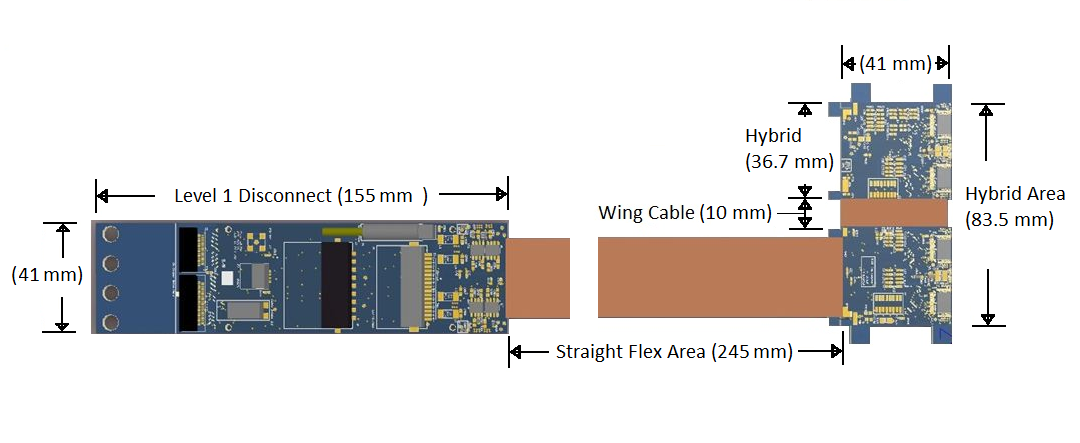 (41 mm)
Hybrid
(36.7 mm)
Level 1 Disconnect (155 mm )
Hybrid Area
(83.5 mm)
Wing Cable (10 mm)
(41 mm)
Straight Flex Area (245 mm)